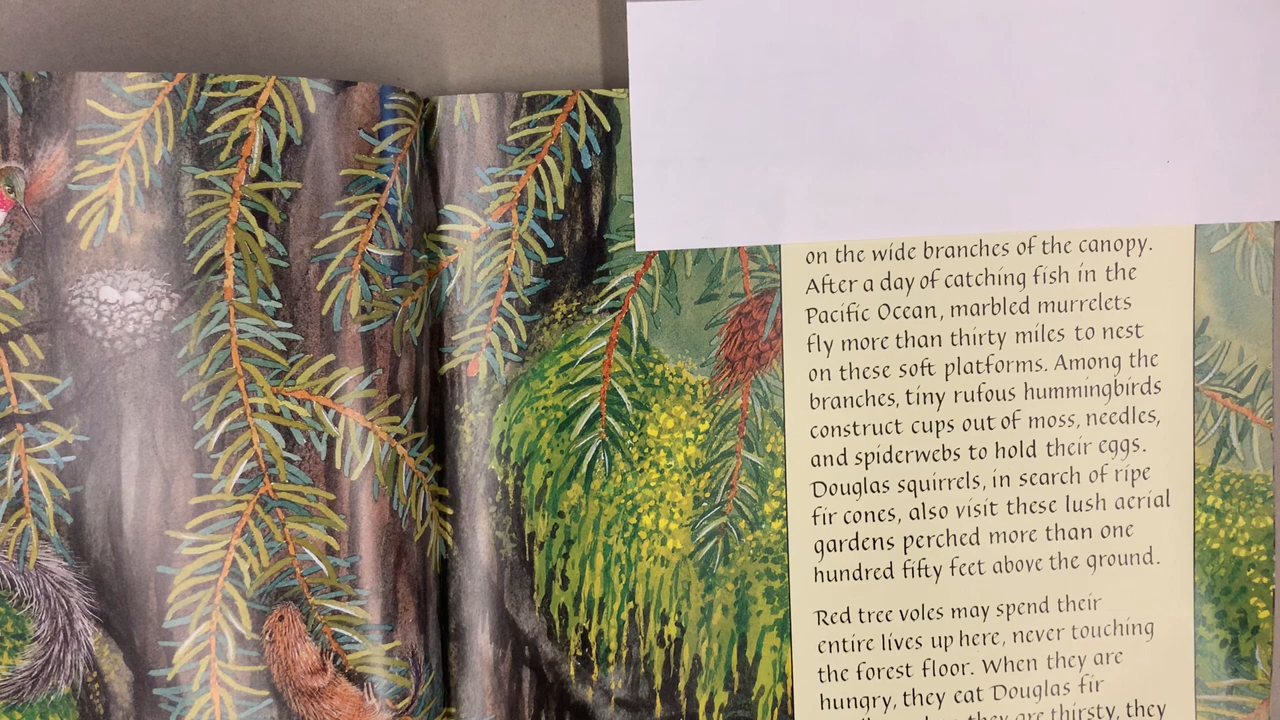 on the wide branches of the canopy.
After a day of catching fish in the
Pacific Ocean, marbled murrelets
fly more than thirty miles to nest
on these soft platforms. Among the
branches, tiny rufous hummingbirds
construct cups out of moss, needles,
and spiderwebs to hold their eggs.
Douglas squirrels, in search of ripe
fir cones, also visit these lush aerial
gardens perched more than one
hundred fifty feet above the ground.
Red tree voles may spend their
entire lives up here, never touching
the forest floor. When they are
hungry, they eat Douglas fir
they are thirsty, they